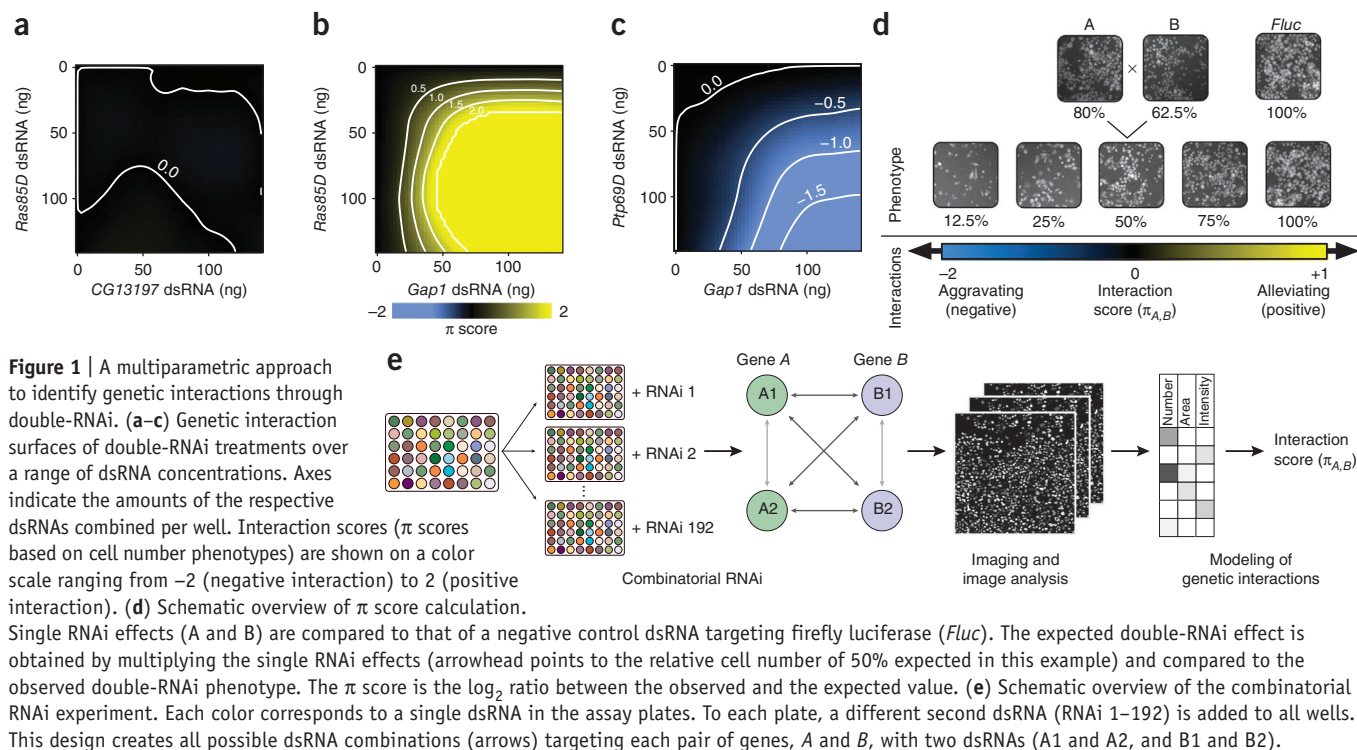 a
0
50
100
Ras85D dsRNA (ng)
0.0
0 50 100
CG13197 dsRNA (ng)
b
0
50
100
Ras85D dsRNA (ng)
0.5
1.0
1.5
2.0
0 50 100
Gap1 dsRNA (ng)
−2 2
π score
c
0
50
100
Ptp69D dsRNA (ng)
0.0
−0.5
−1.0
−1.5
0 50 100
Gap1 dsRNA (ng)
d
A B Fluc
×
80% 62.5% 100%
Phenotype
12.5% 25% 50% 75% 100%
Interactions
−2 0 +1
Aggravating Interaction Alleviating
(negative) score (πA,B) (positive)
Figure 1 | A multiparametric approach
to identify genetic interactions through
double-RNAi. (a–c) Genetic interaction
surfaces of double-RNAi treatments over
a range of dsRNA concentrations. Axes
indicate the amounts of the respective
dsRNAs combined per well. Interaction scores (π scores
based on cell number phenotypes) are shown on a color
scale ranging from −2 (negative interaction) to 2 (positive
interaction). (d) Schematic overview of π score calculation.
Single RNAi effects (A and B) are compared to that of a negative control dsRNA targeting firefly luciferase (Fluc). The expected double-RNAi effect is
obtained by multiplying the single RNAi effects (arrowhead points to the relative cell number of 50% expected in this example) and compared to the
observed double-RNAi phenotype. The π score is the log2 ratio between the observed and the expected value. (e) Schematic overview of the combinatorial
RNAi experiment. Each color corresponds to a single dsRNA in the assay plates. To each plate, a different second dsRNA (RNAi 1–192) is added to all wells.
This design creates all possible dsRNA combinations (arrows) targeting each pair of genes, A and B, with two dsRNAs (A1 and A2, and B1 and B2).
e
+ RNAi 1
+ RNAi 2
+ RNAi 192
Combinatorial RNAi
Gene A Gene B
A1 B1
A2 B2
Imaging and
image analysis
Number
Area
Intensity
Interaction
score (πA,B)
Modeling of
genetic interactions